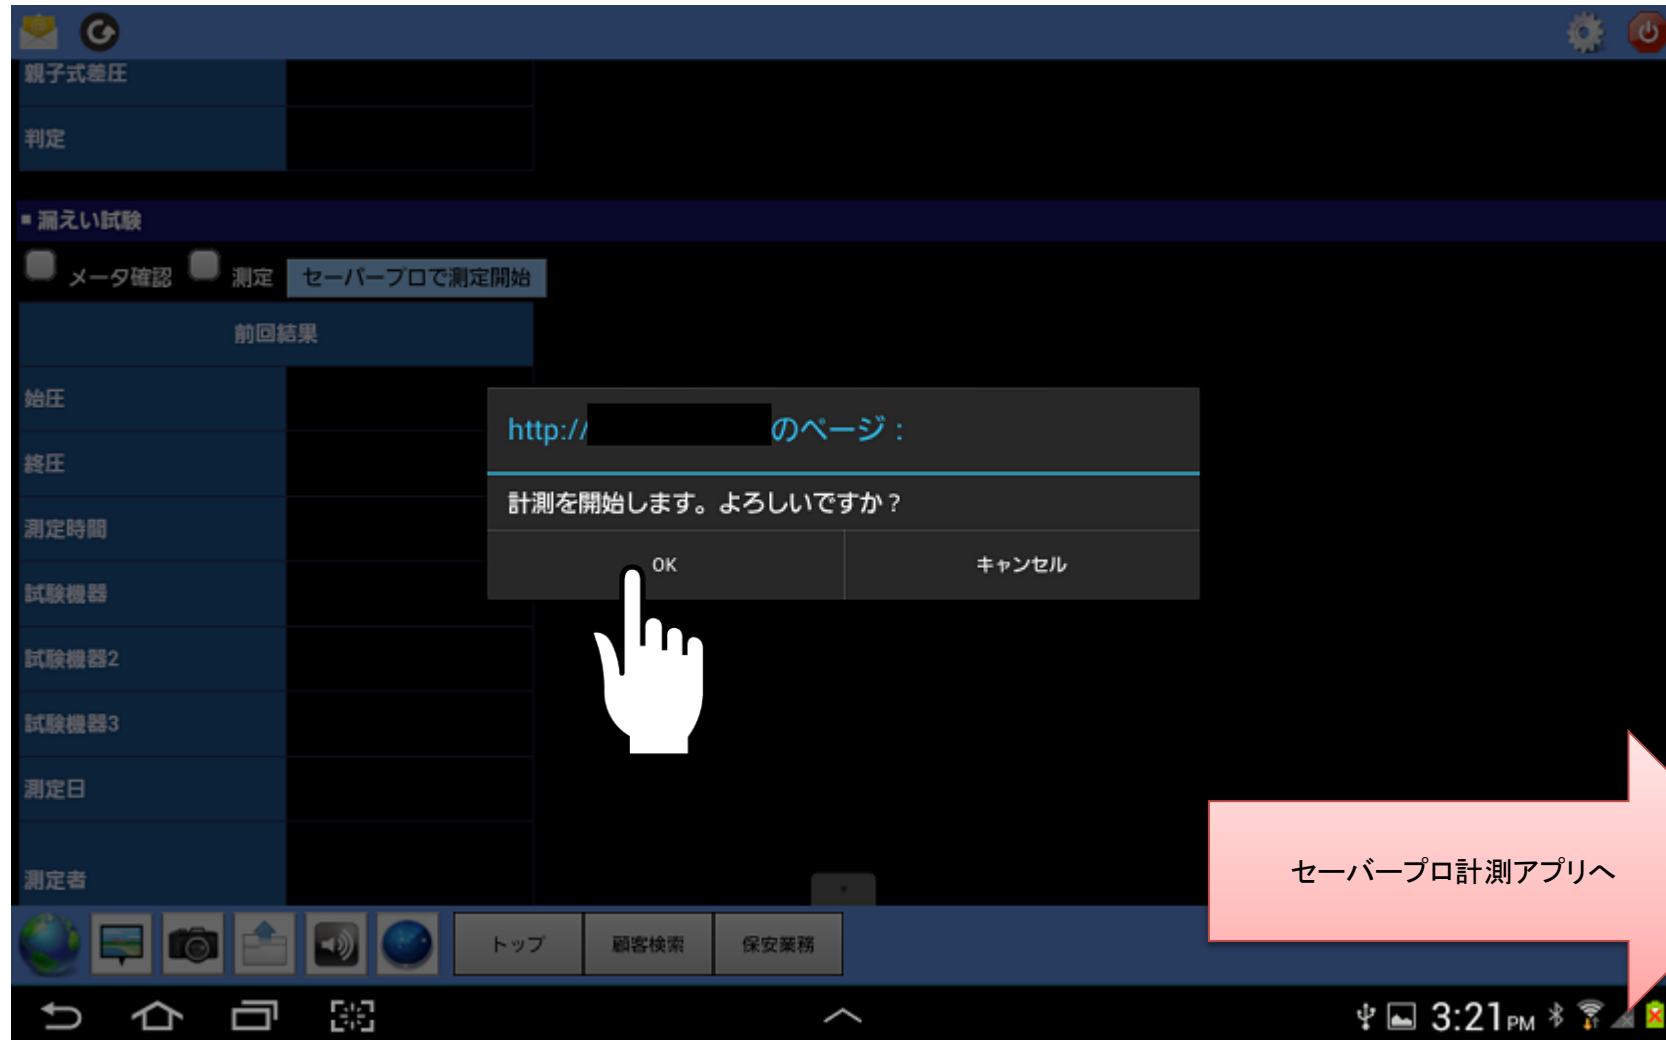 親子式差圧
判定
■ 漏えい試験
メータ確認 測定 セーバープロで測定開始
前回結果
始圧
終圧
測定時間
試験機器
試験機器2
試験機器3
測定日
測定者
http:// のページ：
計測を開始します。よろしいですか？
OK キャンセル
セーバープロ計測アプリへ
トップ 顧客検索 保安業務
3:21 PM